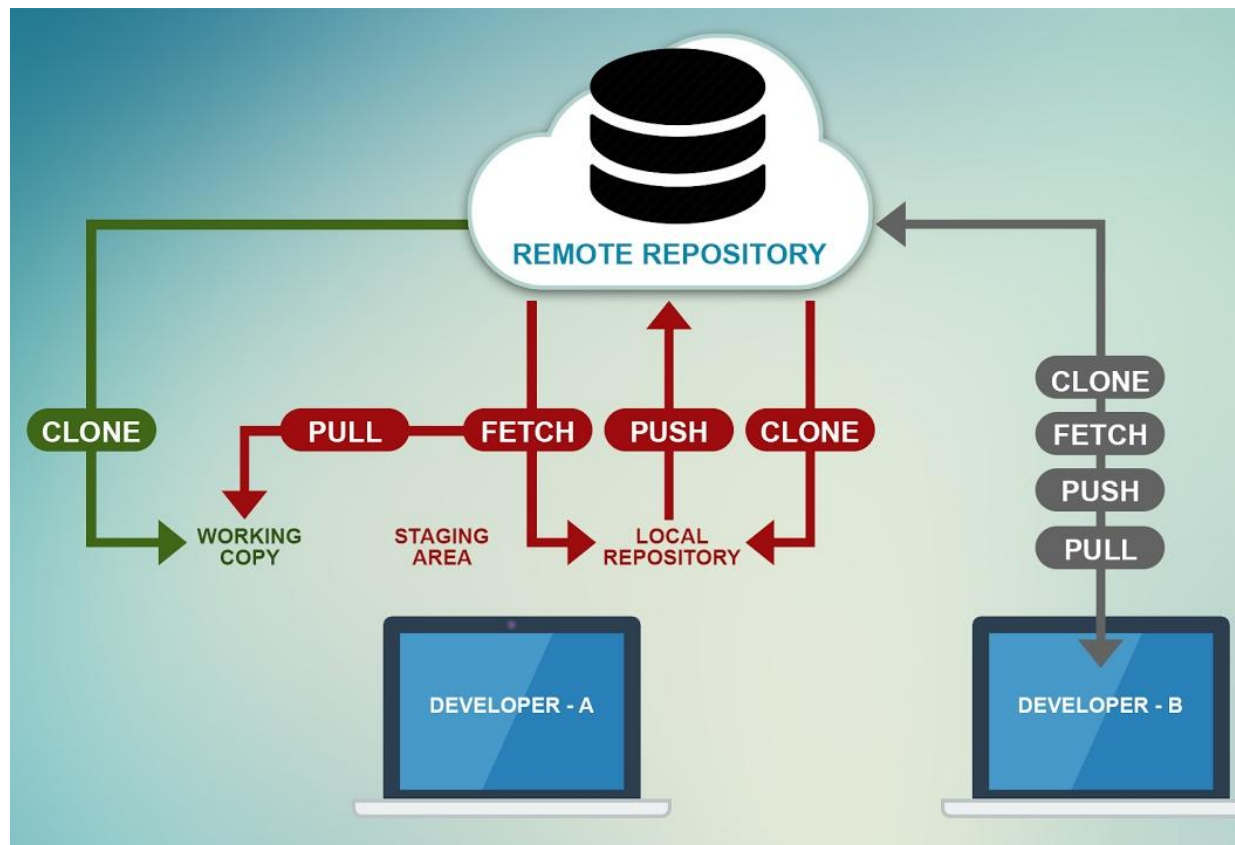 REMOTE REPOSITORY
CLONE
PULL
FETCH
PUSH
CLONE
WORKING
COPY
STAGING
AREA
LOCAL
REPOSITORY
CLONE
FETCH
PUSH
PULL
DEVELOPER - A
DEVELOPER - B